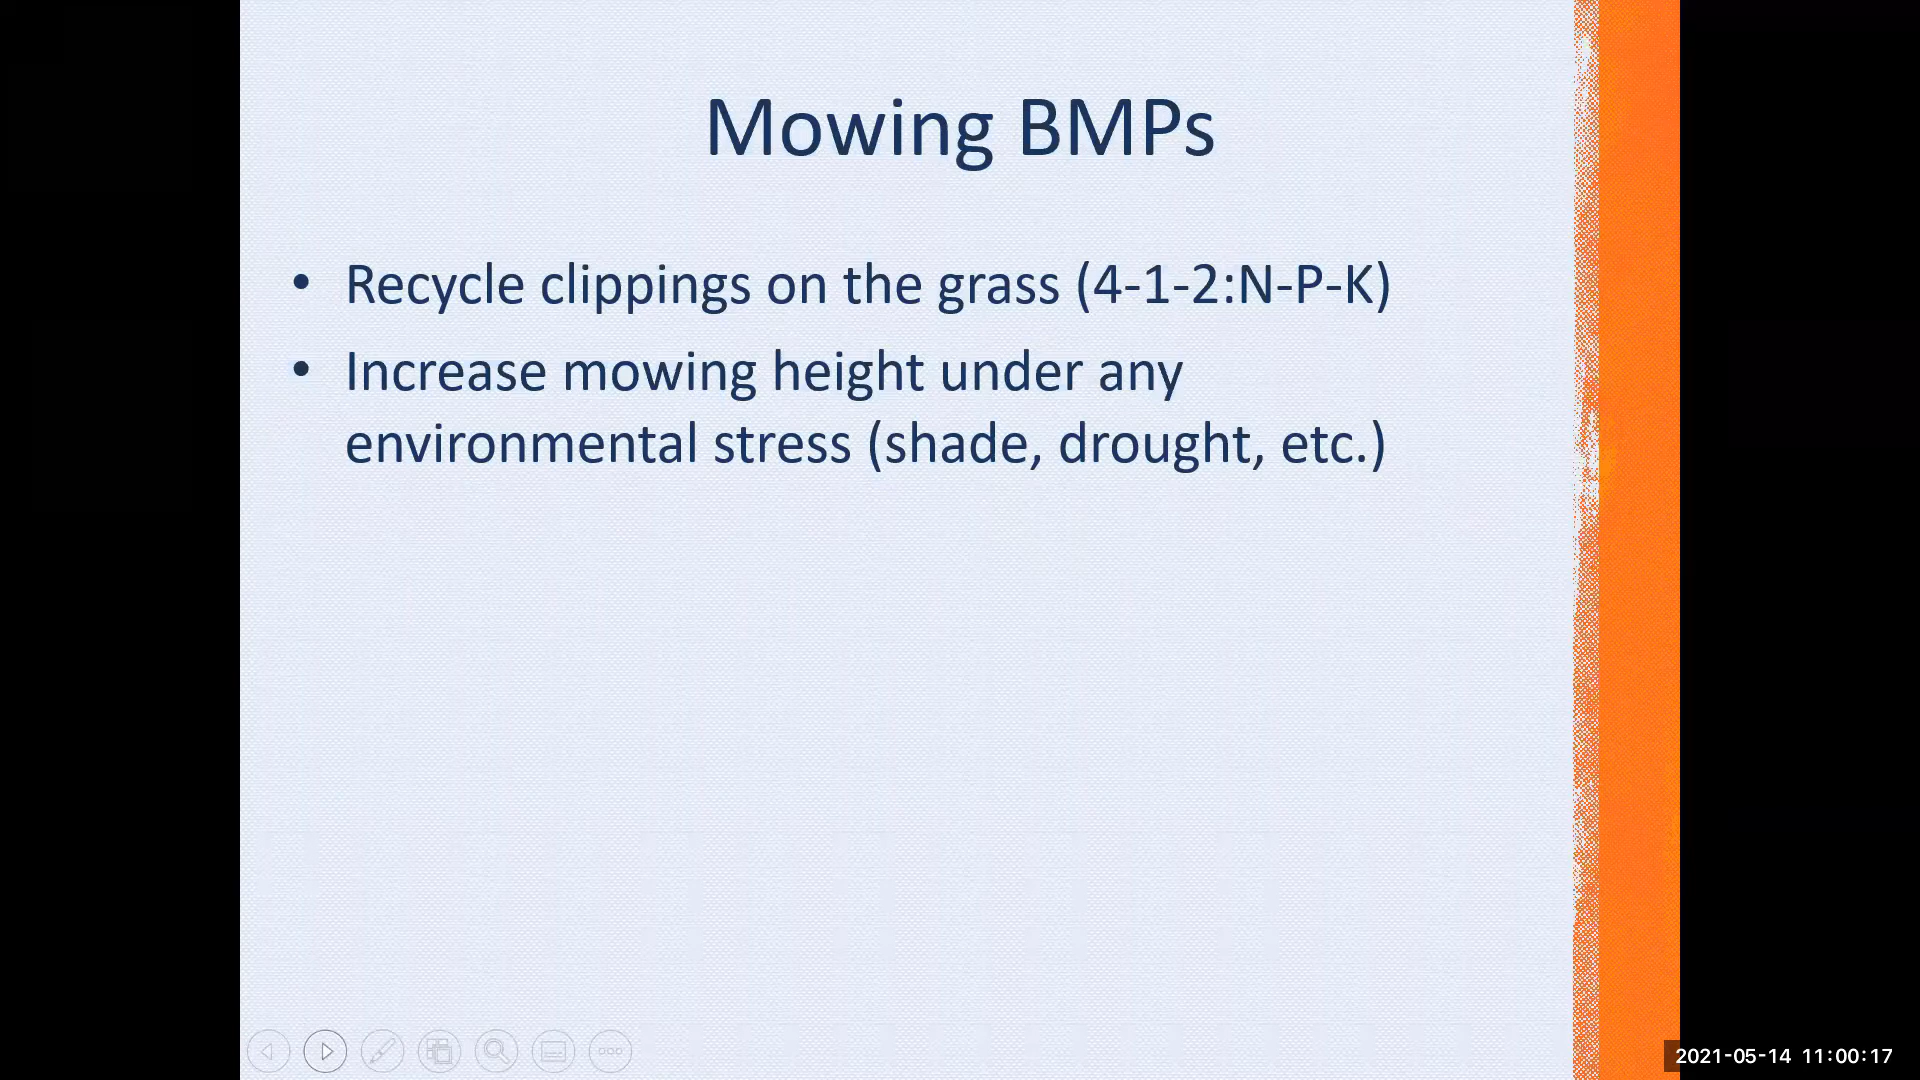 Mowing BMPs
• Recycle clippings on the grass (4-1-2:N-P-K)
• Increase mowing height under any
environmental stress (shade, drought, etc.)
2021-05-14 11:00:17